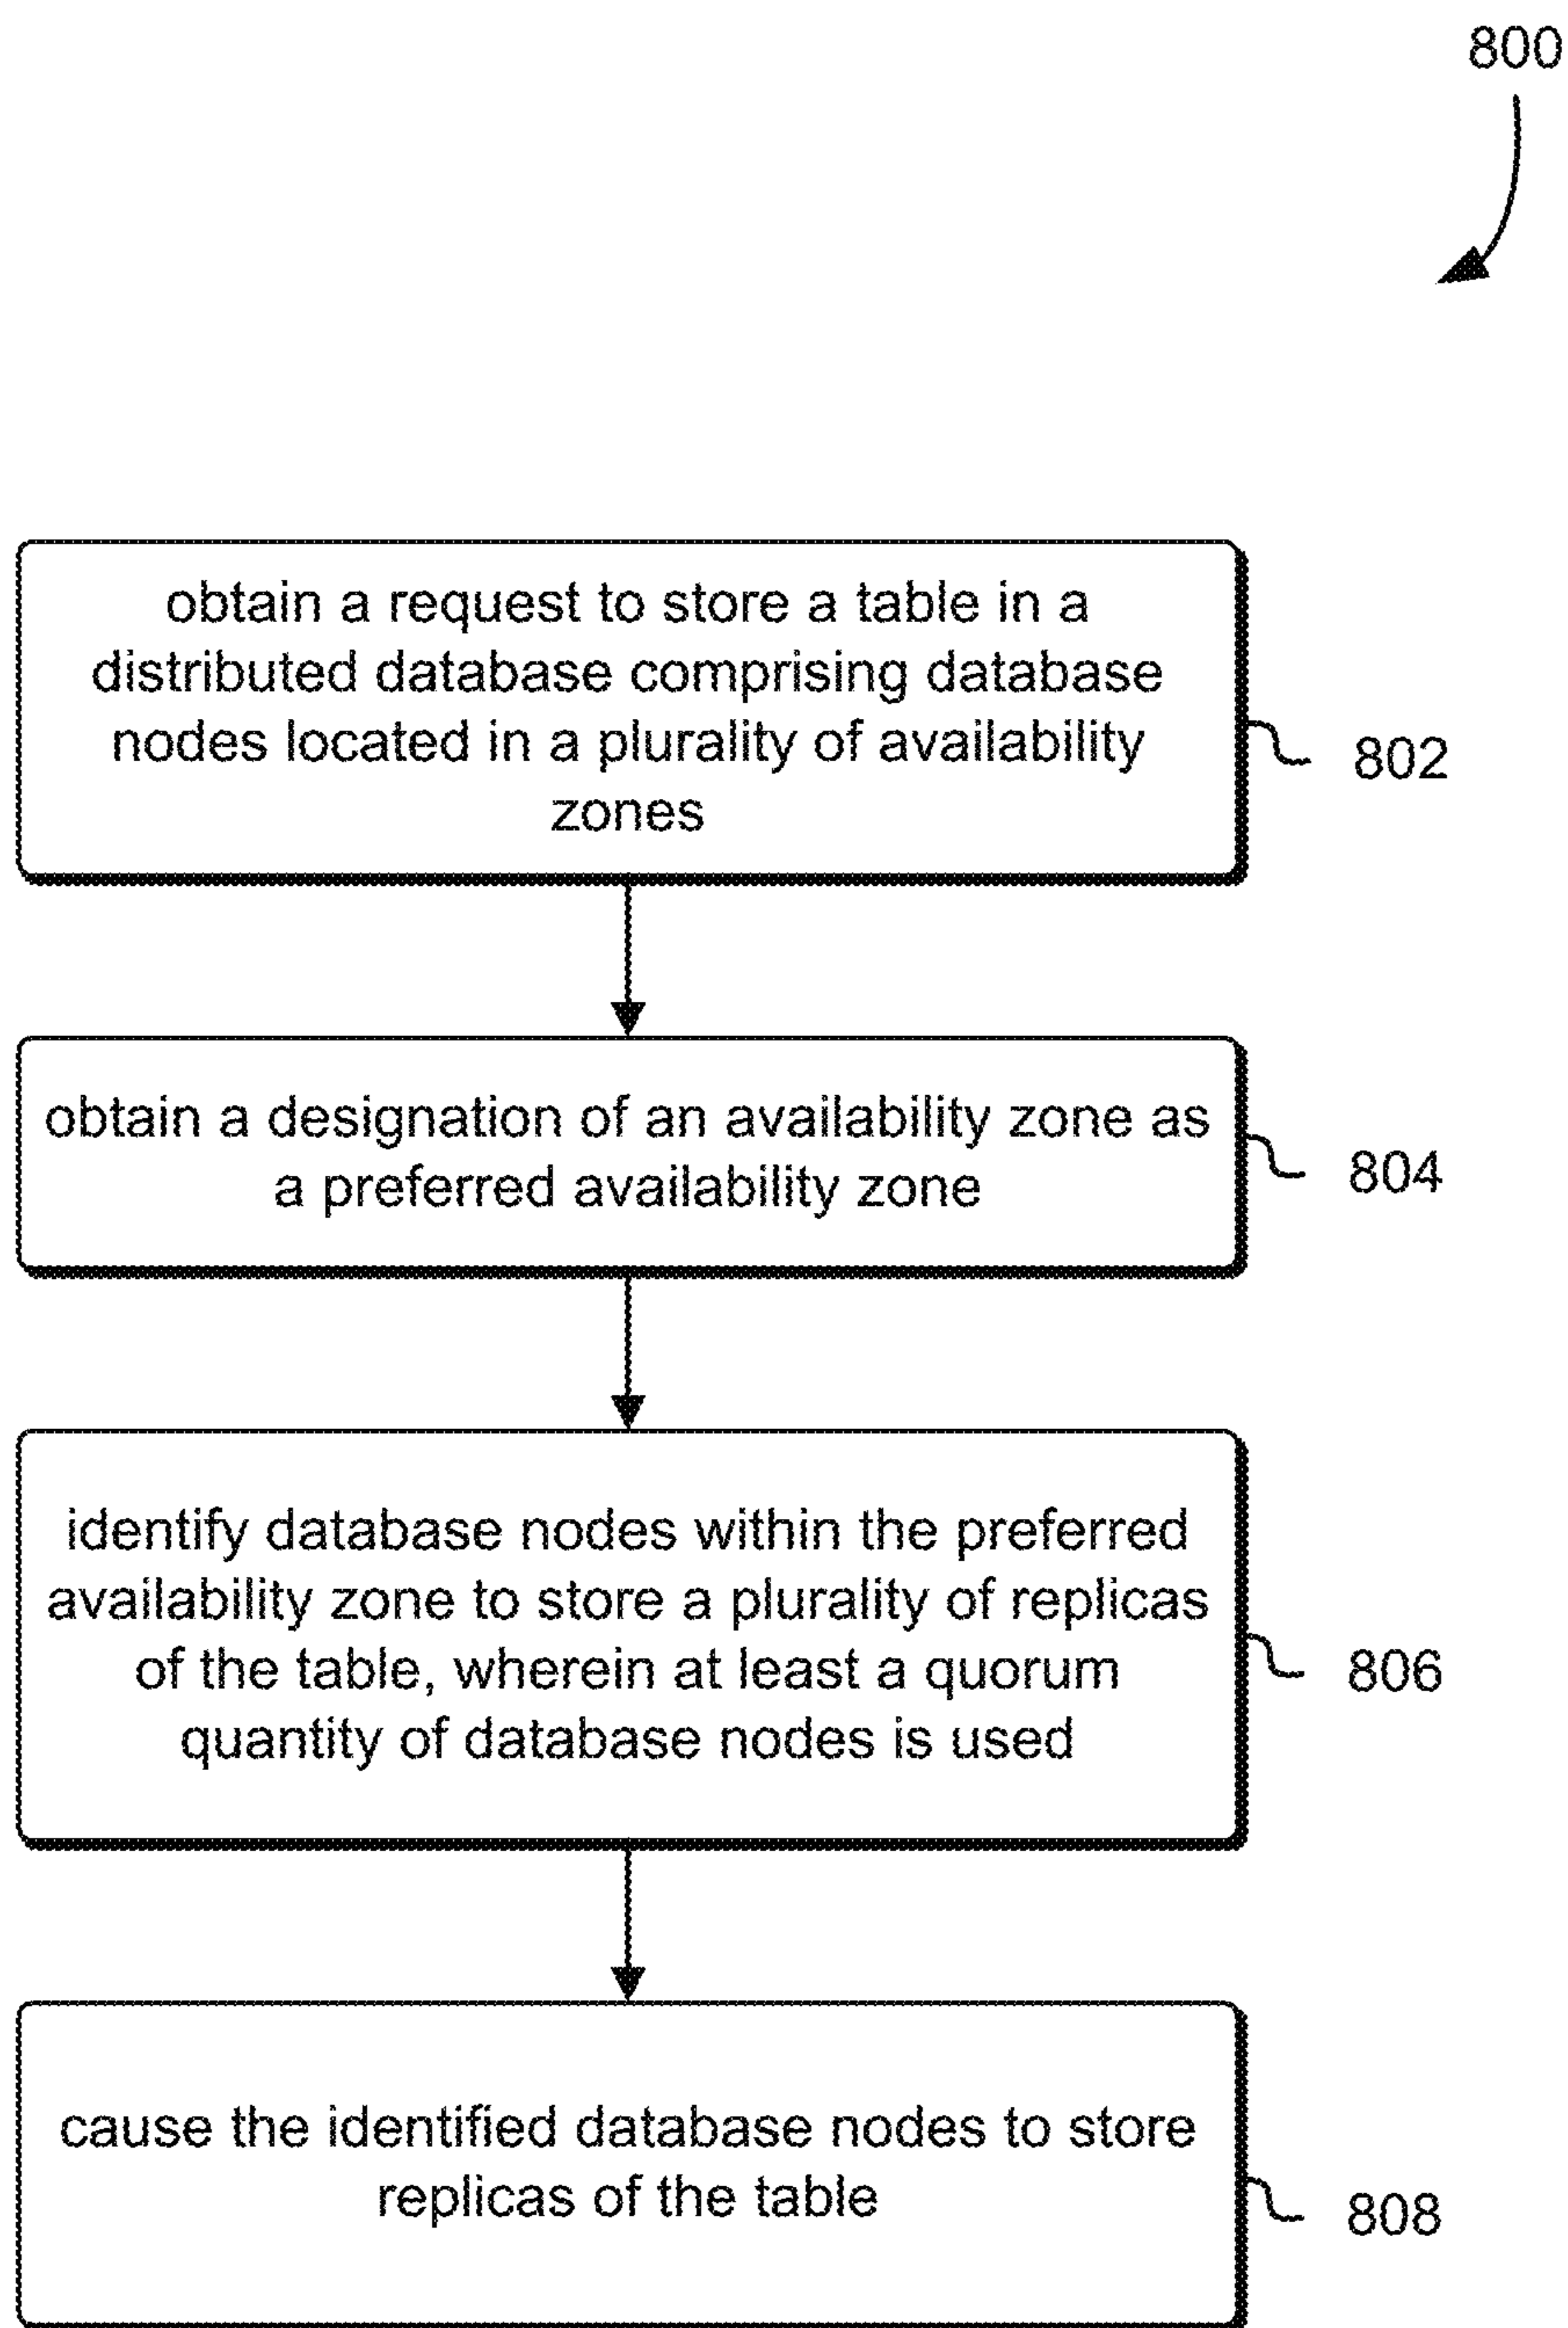 800
obtain a request to store a table in a
distributed database comprising database
nodes located in a plurality of availability
zones
802
obtain a designation of an availability zone as
a preferred availability zone
804
identify database nodes within the preferred
availability zone to store a plurality of replicas
of the table, wherein at least a quorum
quantity of database nodes is used
806
cause the identified database nodes to store
replicas of the table
808